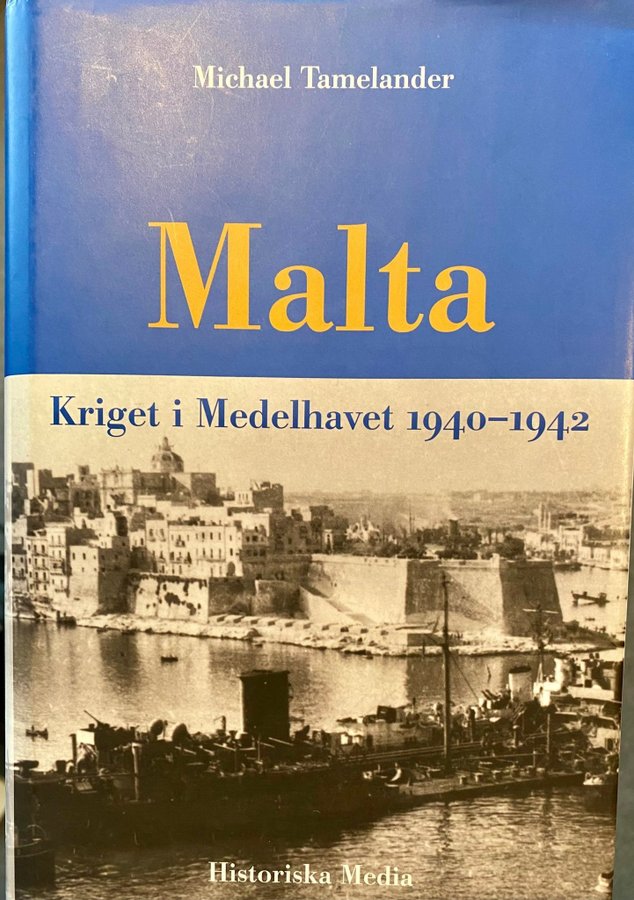 Michael Tamelander
Malta
Kriget i Medelhavet 1940–1942
Historiska Media